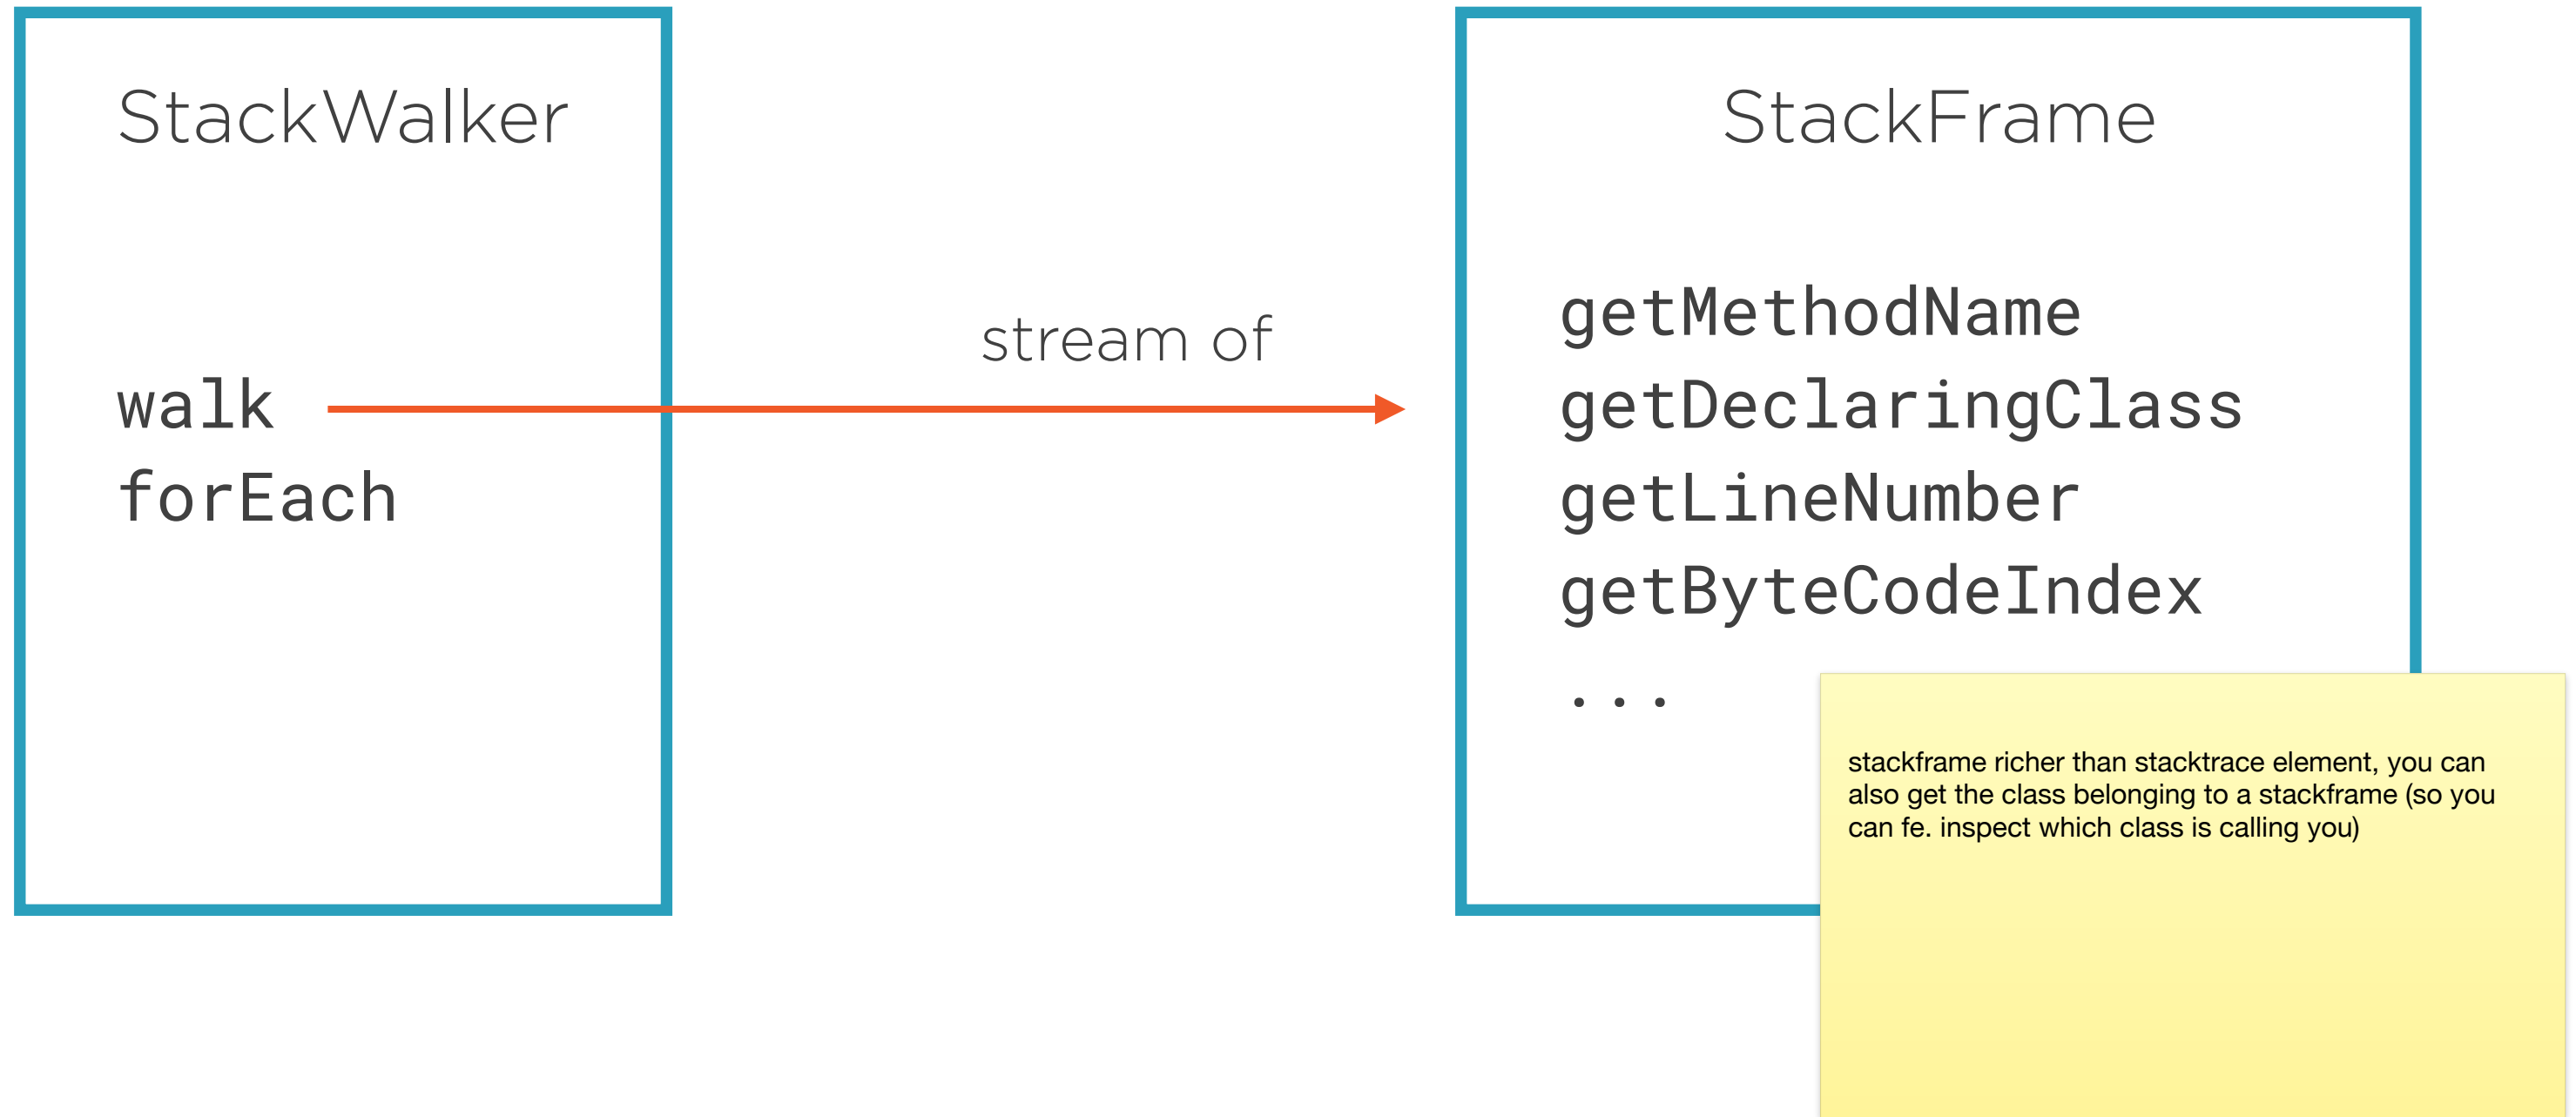 StackWalker
walk
forEach
stream of
StackFrame
getMethodName
getDeclaringClass
getLineNumber
getByteCodeIndex
...
stackframe richer than stacktrace element, you can
also get the class belonging to a stackframe (so you
can fe. inspect which class is calling you)